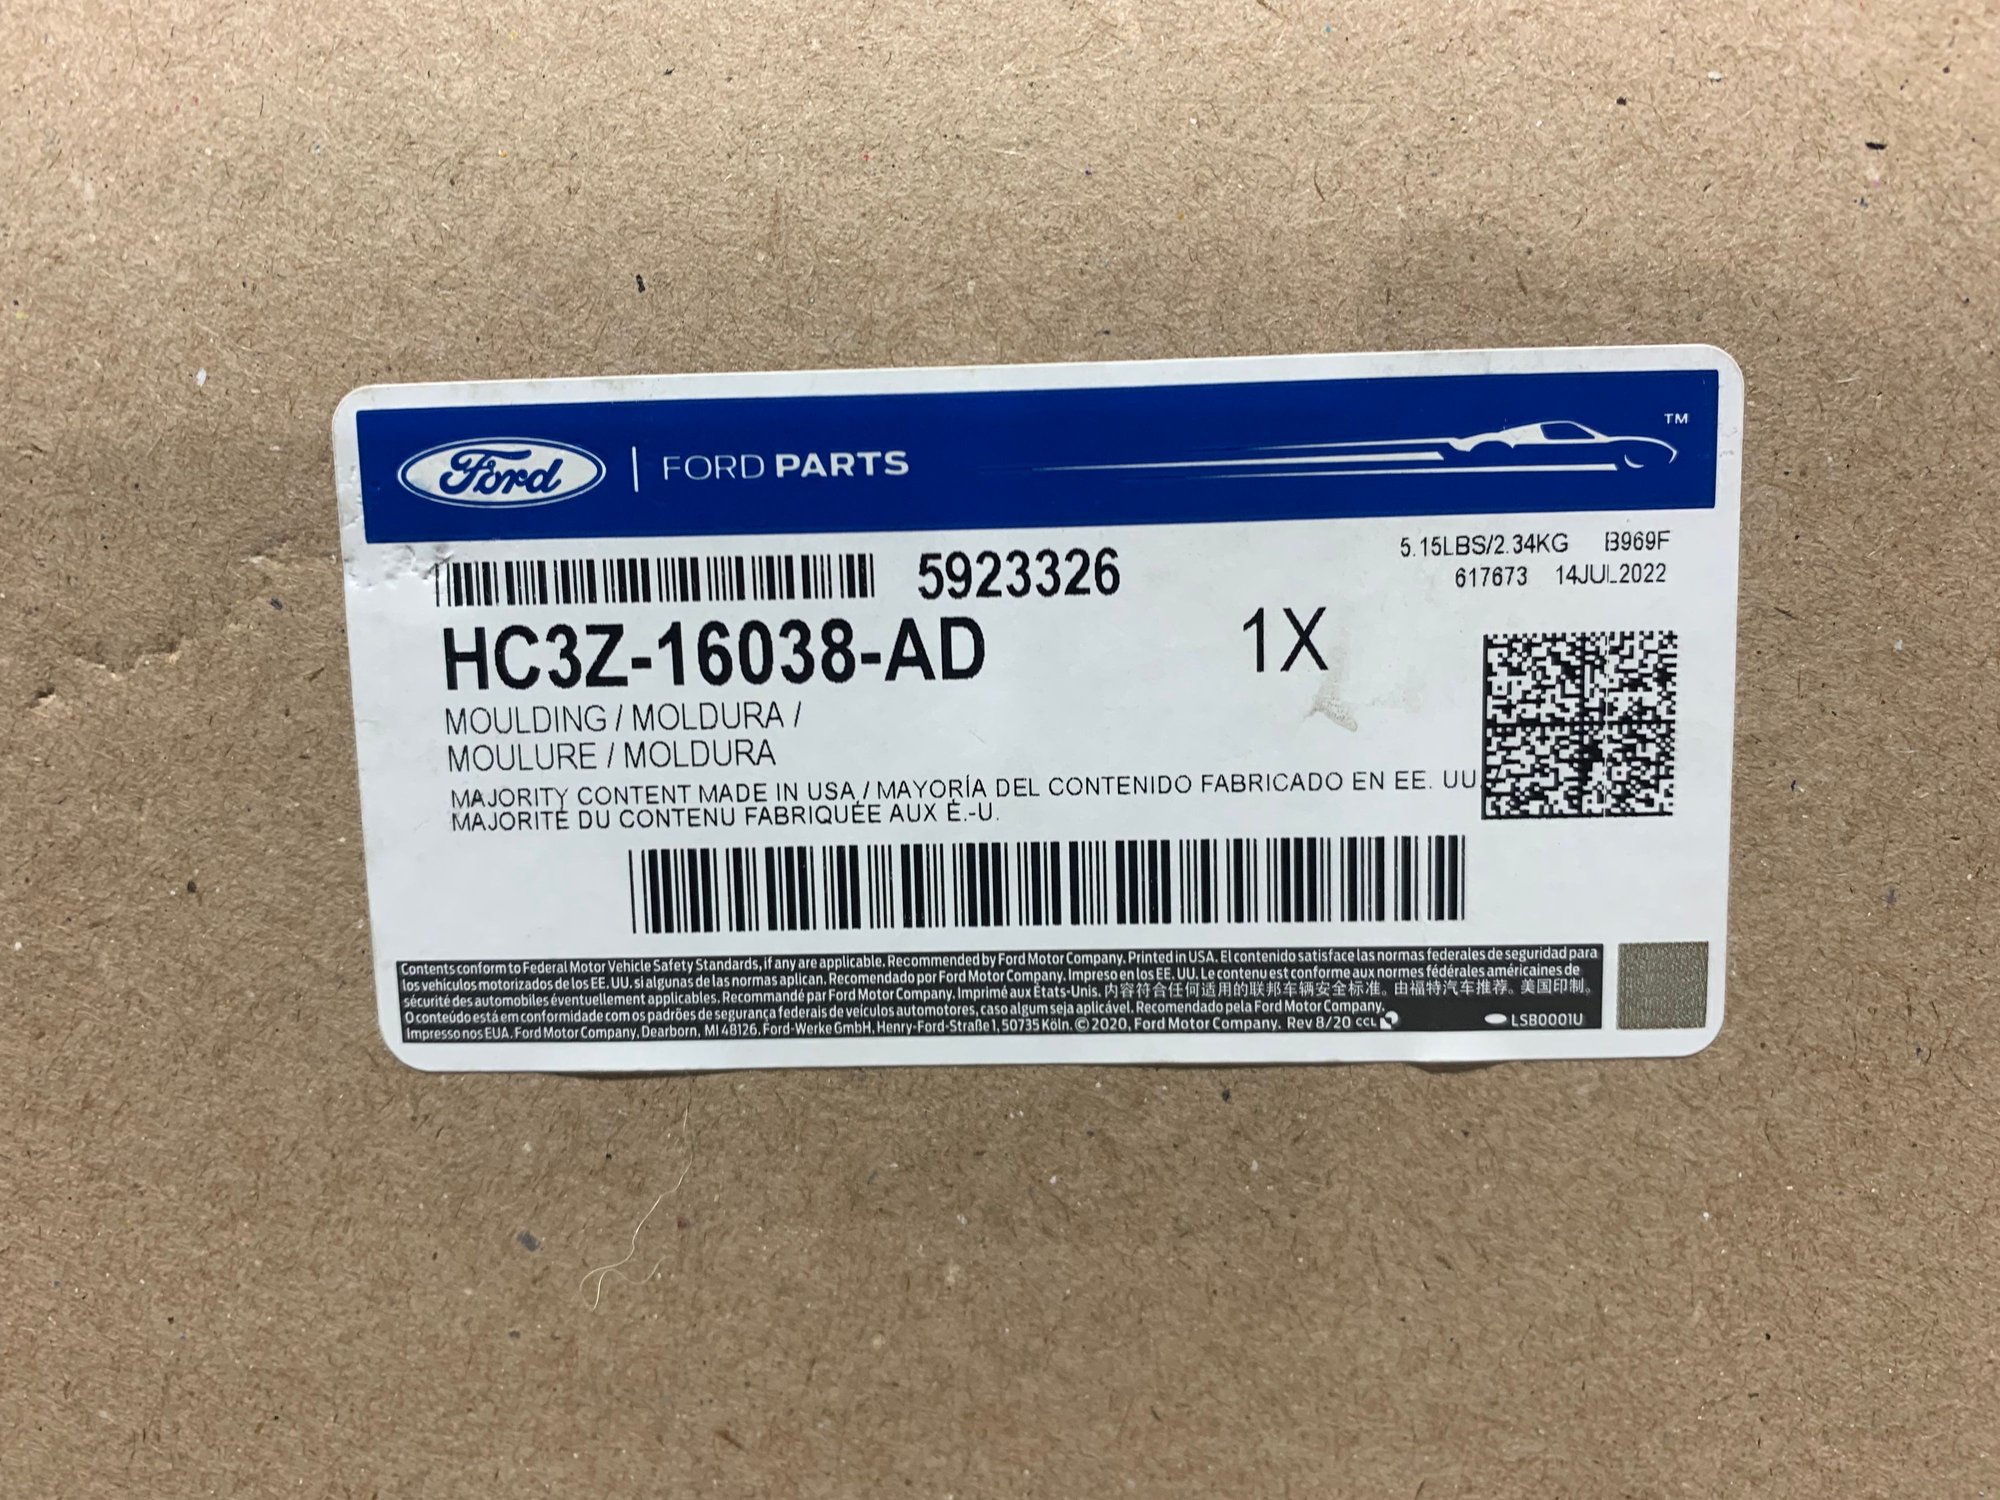 Ford | FORD PARTS ™
5923326
5.15LBS/2.34KG B969F
617673 14JUL2022
HC3Z-16038-AD 1X
MOULDING / MOLDURA /
MOULURE / MOLDURA
MAJORITY CONTENT MADE IN USA / MAYORÍA DEL CONTENIDO FABRICADO EN EE. UU.
MAJORITÉ DU CONTENU FABRIQUÉE AUX É.-U.
Contents conform to Federal Motor Vehicle Safety Standards, if any are applicable. Recommended by Ford Motor Company. Printed in USA. El contenido satisface las normas federales de seguridad para
los vehículos motorizados de los EE. UU. si algunas de las normas aplican. Recomendado por Ford Motor Company. Impreso en los EE. UU. Le contenu est conforme aux normes fédérales américaines de
sécurité des automobiles éventuellement applicables. Recommandé par Ford Motor Company. Imprimé aux États-Unis. 内容符合任何适用的联邦车辆安全标准。由福特汽车推荐。美国印制。
O conteúdo está em conformidade com os padrões de segurança federais de veículos automotores, caso algum seja aplicável. Recomendado pela Ford Motor Company.
Impresso nos EUA. Ford Motor Company, Dearborn, MI 48126. Ford-Werke GmbH, Henry-Ford-Straße 1, 50735 Köln. © 2020, Ford Motor Company. Rev 8/20 CCL LSB0001U